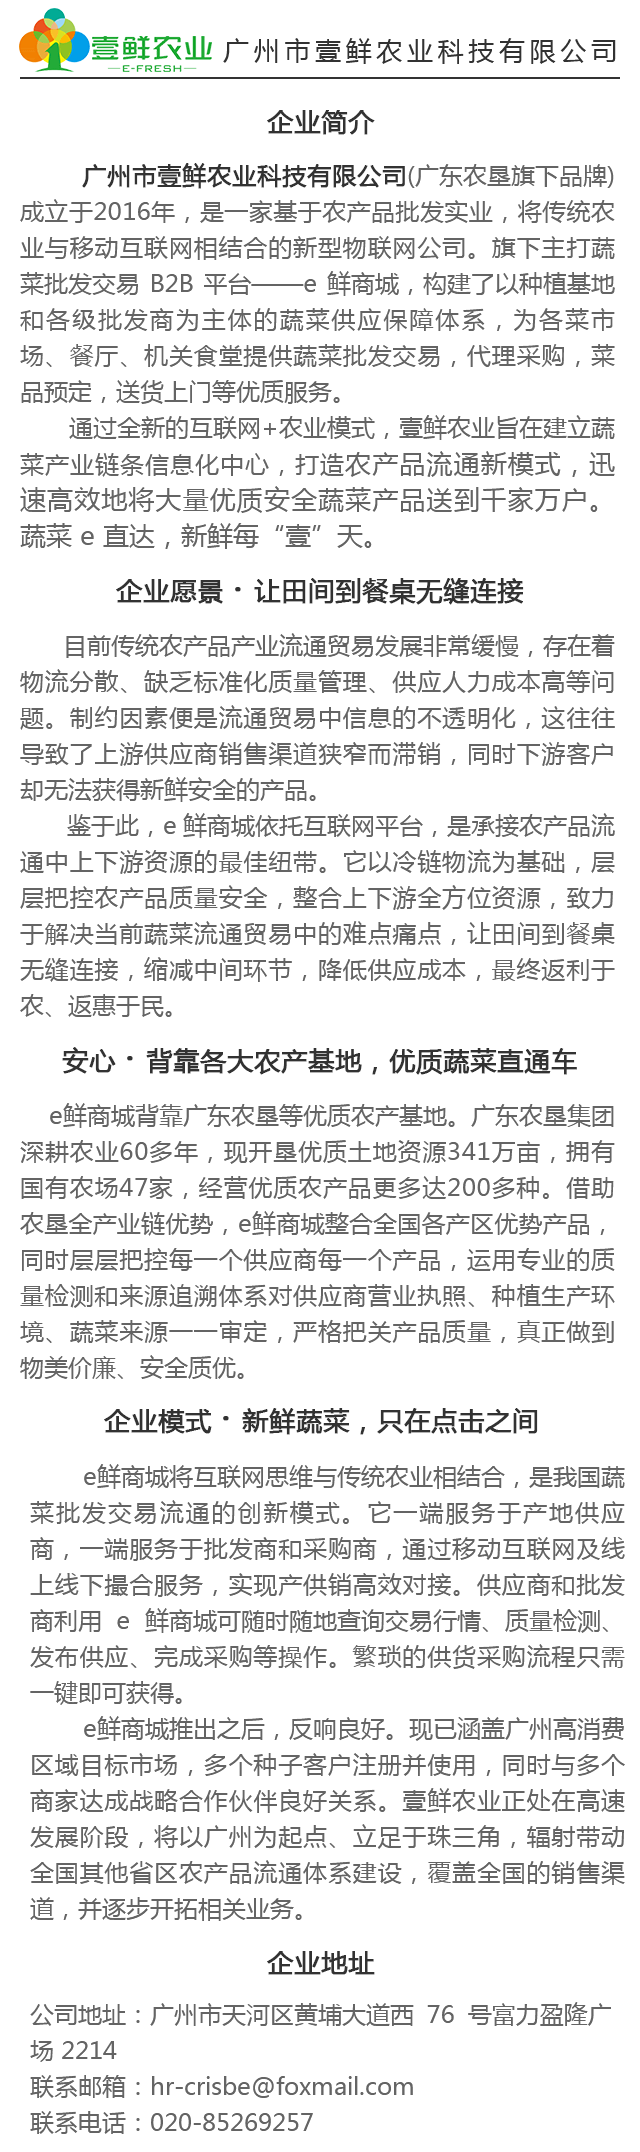 壹鲜农业
E-FRESH
广州市壹鲜农业科技有限公司
企业简介
广州市壹鲜农业科技有限公司(广东农垦旗下品牌)
成立于2016年，是一家基于农产品批发实业，将传统农
业与移动互联网相结合的新型物联网公司。旗下主打蔬
菜批发交易 B2B 平台——e 鲜商城，构建了以种植基地
和各级批发商为主体的蔬菜供应保障体系，为各菜市
场、餐厅、机关食堂提供蔬菜批发交易，代理采购，菜
品预定，送货上门等优质服务。
通过全新的互联网+农业模式，壹鲜农业旨在建立蔬
菜产业链条信息化中心，打造农产品流通新模式，迅
速高效地将大量优质安全蔬菜产品送到千家万户。
蔬菜 e 直达，新鲜每“壹”天。
企业愿景·让田间到餐桌无缝连接
目前传统农产品产业流通贸易发展非常缓慢，存在着
物流分散、缺乏标准化质量管理、供应人力成本高等问
题。制约因素便是流通贸易中信息的不透明化，这往往
导致了上游供应商销售渠道狭窄而滞销，同时下游客户
却无法获得新鲜安全的产品。
鉴于此，e 鲜商城依托互联网平台，是承接农产品流
通中上下游资源的最佳纽带。它以冷链物流为基础，层
层把控农产品质量安全，整合上下游全方位资源，致力
于解决当前蔬菜流通贸易中的难点痛点，让田间到餐桌
无缝连接，缩减中间环节，降低供应成本，最终返利于
农、返惠于民。
安心·背靠各大农产基地，优质蔬菜直通车
e鲜商城背靠广东农垦等优质农产基地。广东农垦集团
深耕农业60多年，现开垦优质土地资源341万亩，拥有
国有农场47家，经营优质农产品更多达200多种。借助
农垦全产业链优势，e鲜商城整合全国各产区优势产品，
同时层层把控每一个供应商每一个产品，运用专业的质
量检测和来源追溯体系对供应商营业执照、种植生产环
境、蔬菜来源一一审定，严格把关产品质量，真正做到
物美价廉、安全质优。
企业模式·新鲜蔬菜，只在点击之间
e鲜商城将互联网思维与传统农业相结合，是我国蔬
菜批发交易流通的创新模式。它一端服务于产地供应
商，一端服务于批发商和采购商，通过移动互联网及线
上线下撮合服务，实现产供销高效对接。供应商和批发
商利用 e 鲜商城可随时随地查询交易行情、质量检测、
发布供应、完成采购等操作。繁琐的供货采购流程只需
一键即可获得。
e鲜商城推出之后，反响良好。现已涵盖广州高消费
区域目标市场，多个种子客户注册并使用，同时与多个
商家达成战略合作伙伴良好关系。壹鲜农业正处在高速
发展阶段，将以广州为起点、立足于珠三角，辐射带动
全国其他省区农产品流通体系建设，覆盖全国的销售渠
道，并逐步开拓相关业务。
企业地址
公司地址：广州市天河区黄埔大道西 76 号富力盈隆广
场 2214
联系邮箱：hr-crisbe@foxmail.com
联系电话：020-85269257